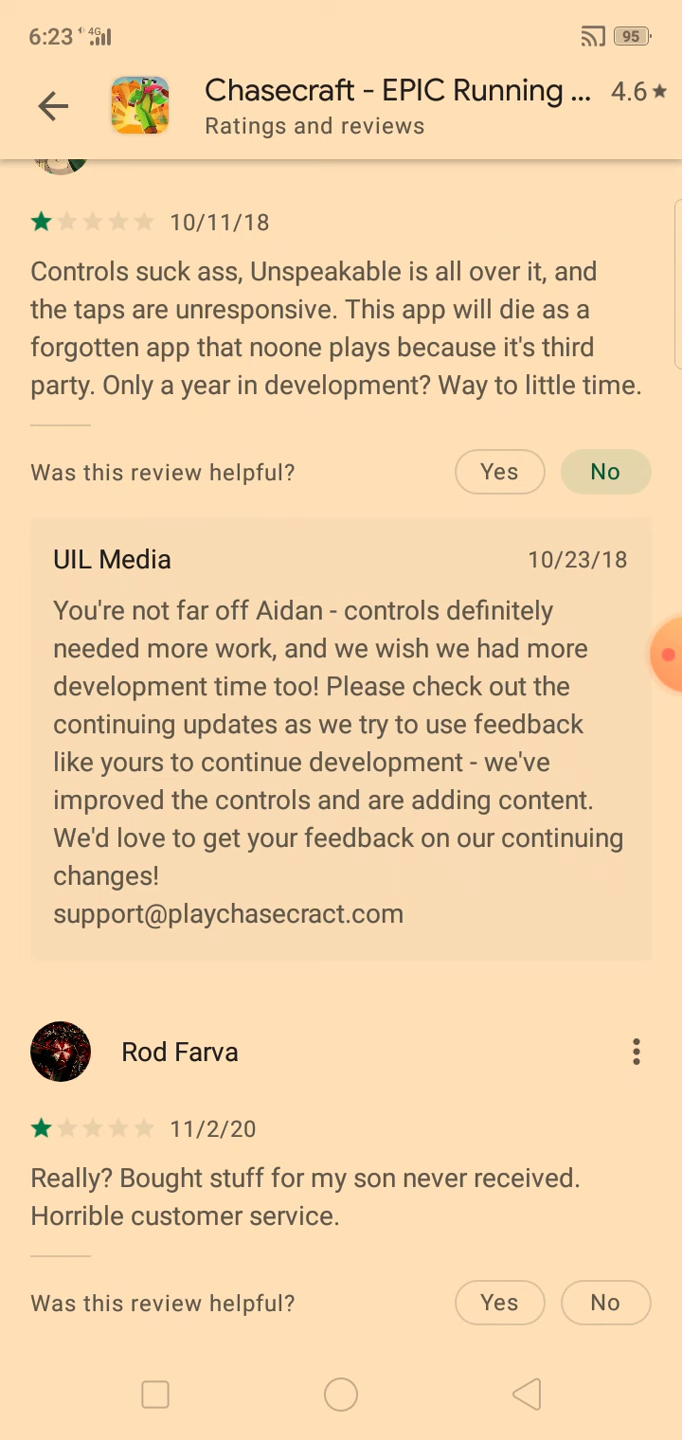 6:23 4G 95
Chasecraft - EPIC Running ... 4.6★
Ratings and reviews
10/11/18
Controls suck ass, Unspeakable is all over it, and
the taps are unresponsive. This app will die as a
forgotten app that noone plays because it's third
party. Only a year in development? Way to little time.
Was this review helpful? Yes No
UIL Media 10/23/18
You're not far off Aidan - controls definitely
needed more work, and we wish we had more
development time too! Please check out the
continuing updates as we try to use feedback
like yours to continue development - we've
improved the controls and are adding content.
We'd love to get your feedback on our continuing
changes!
support@playchasecract.com
Rod Farva
11/2/20
Really? Bought stuff for my son never received.
Horrible customer service.
Was this review helpful? Yes No